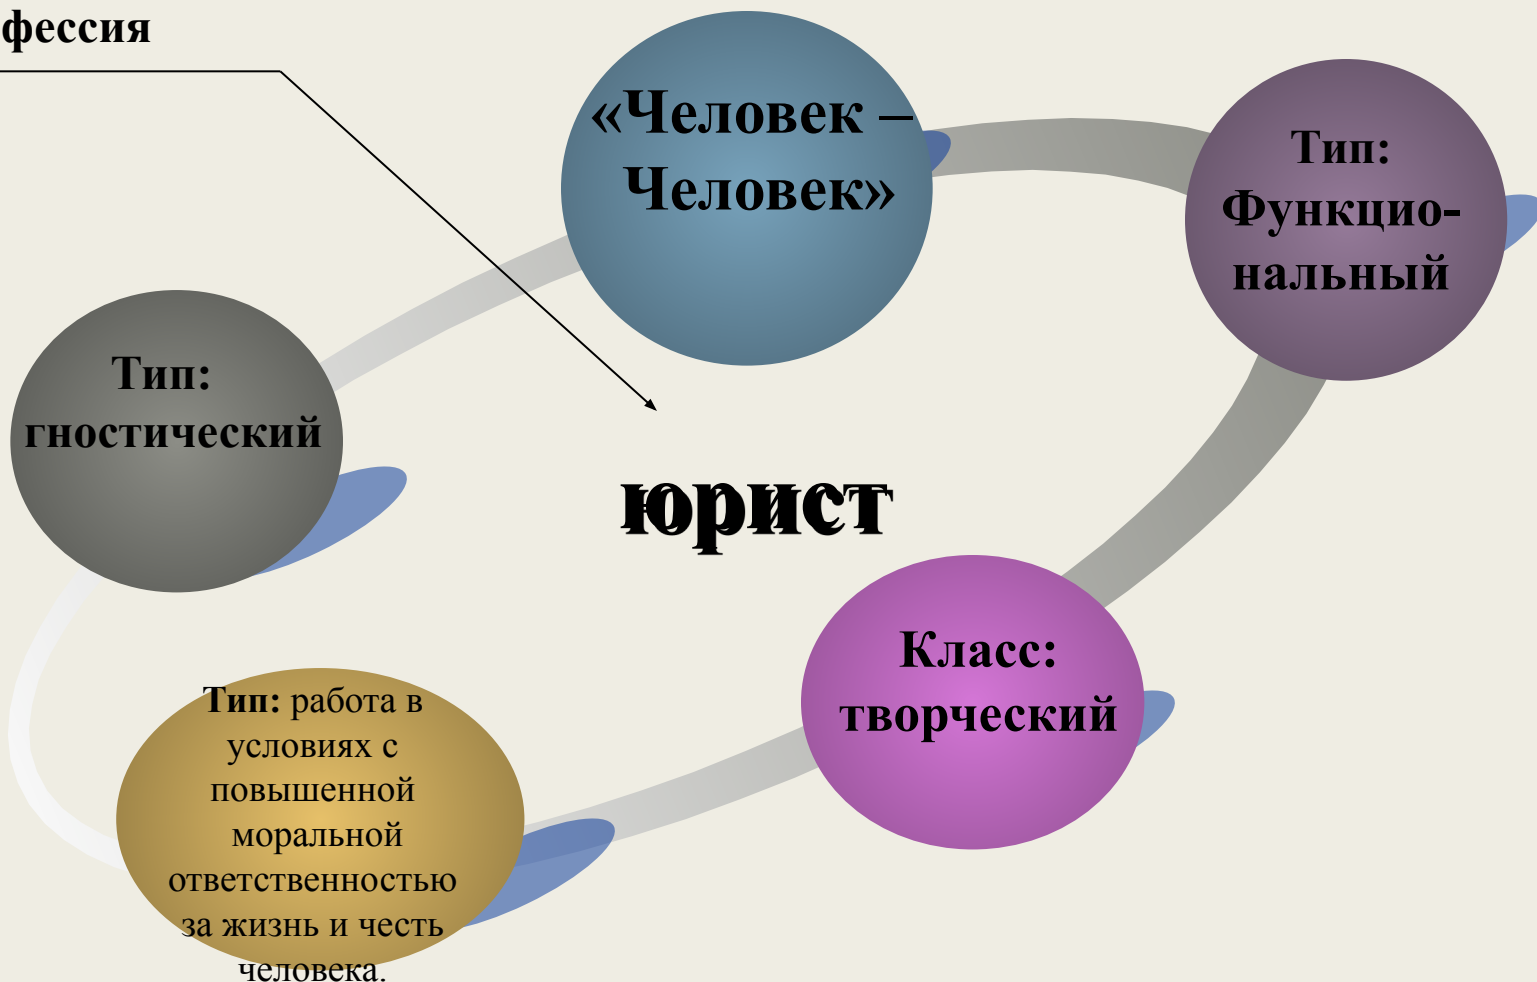 фессия
«Человек –
Человек»
Тип:
Функцио-
нальный
Тип:
гностический
юрист
Класс:
творческий
Тип: работа в
условиях с
повышенной
моральной
ответственностью
за жизнь и честь
человека.